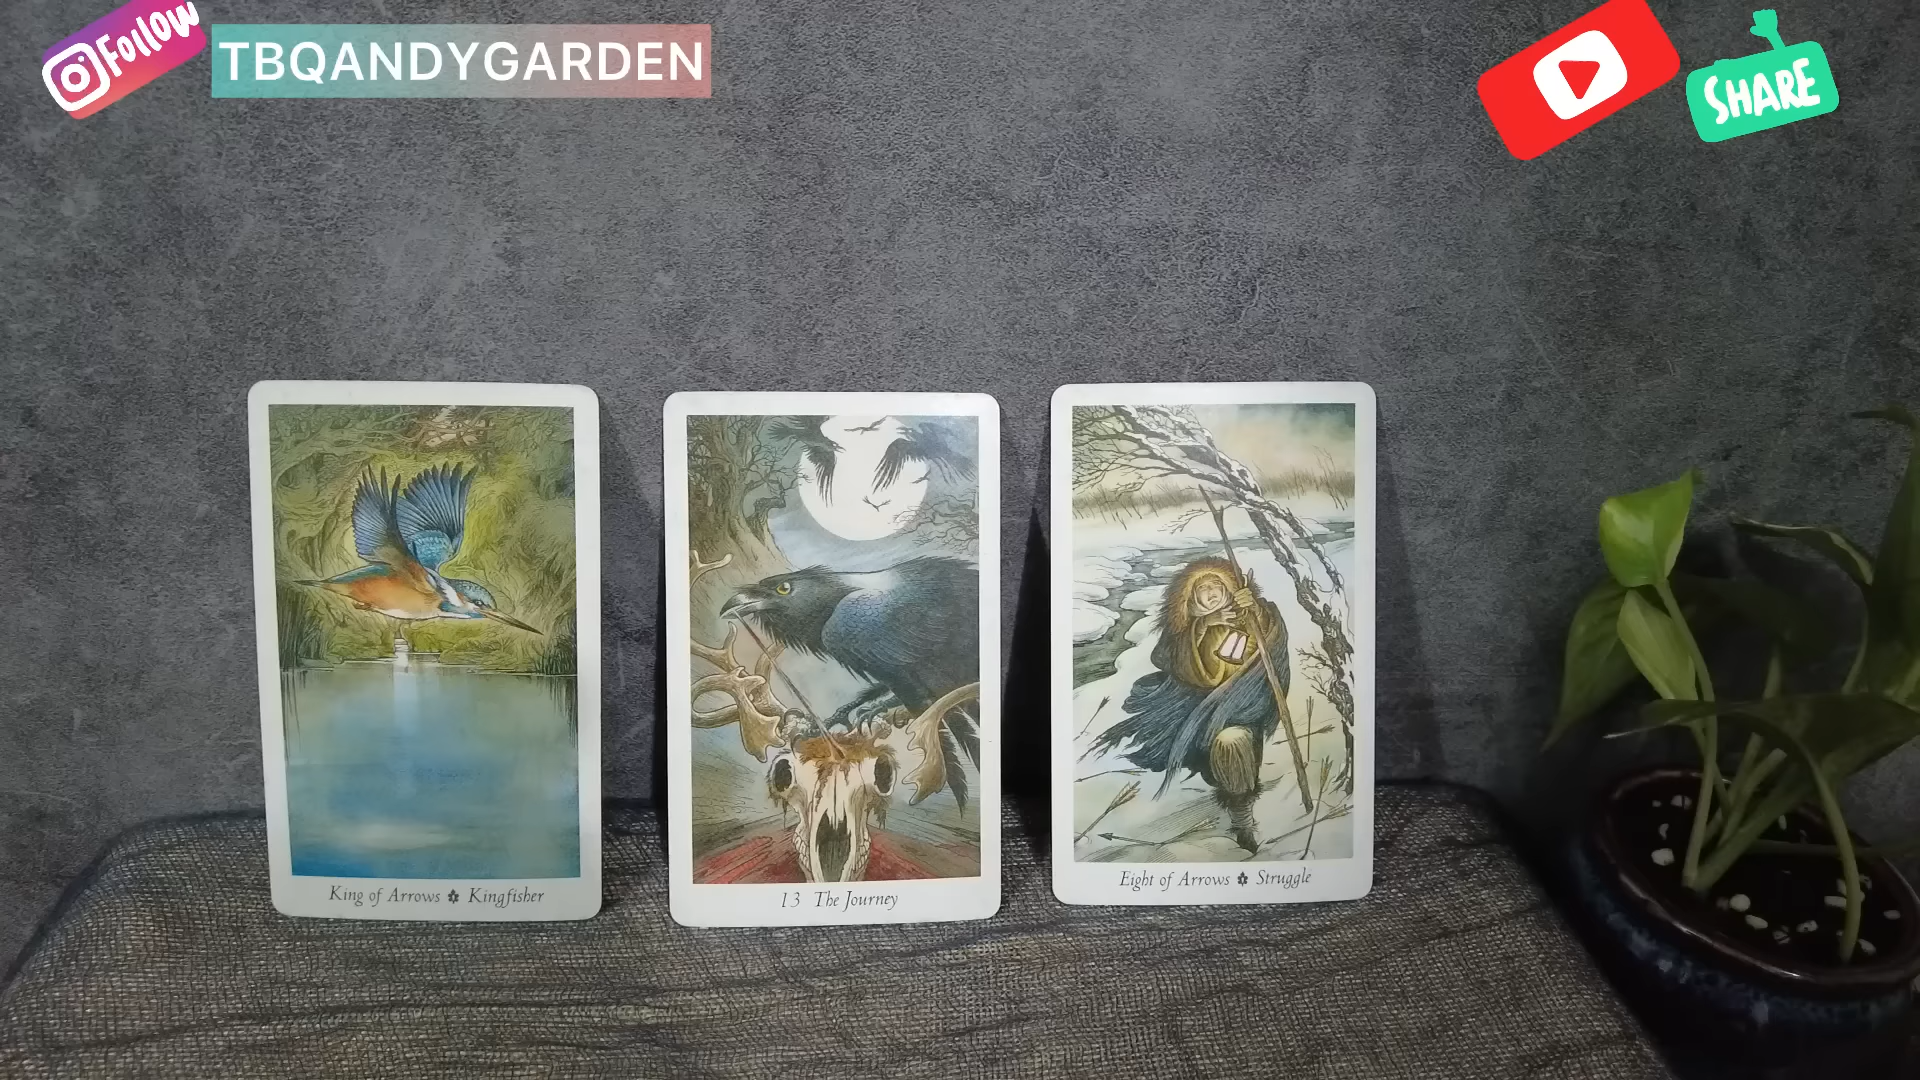 Follow
TBQANDYGARDEN
SHARE
King of Arrows ✽ Kingfisher
13 The Journey
Eight of Arrows ✽ Struggle